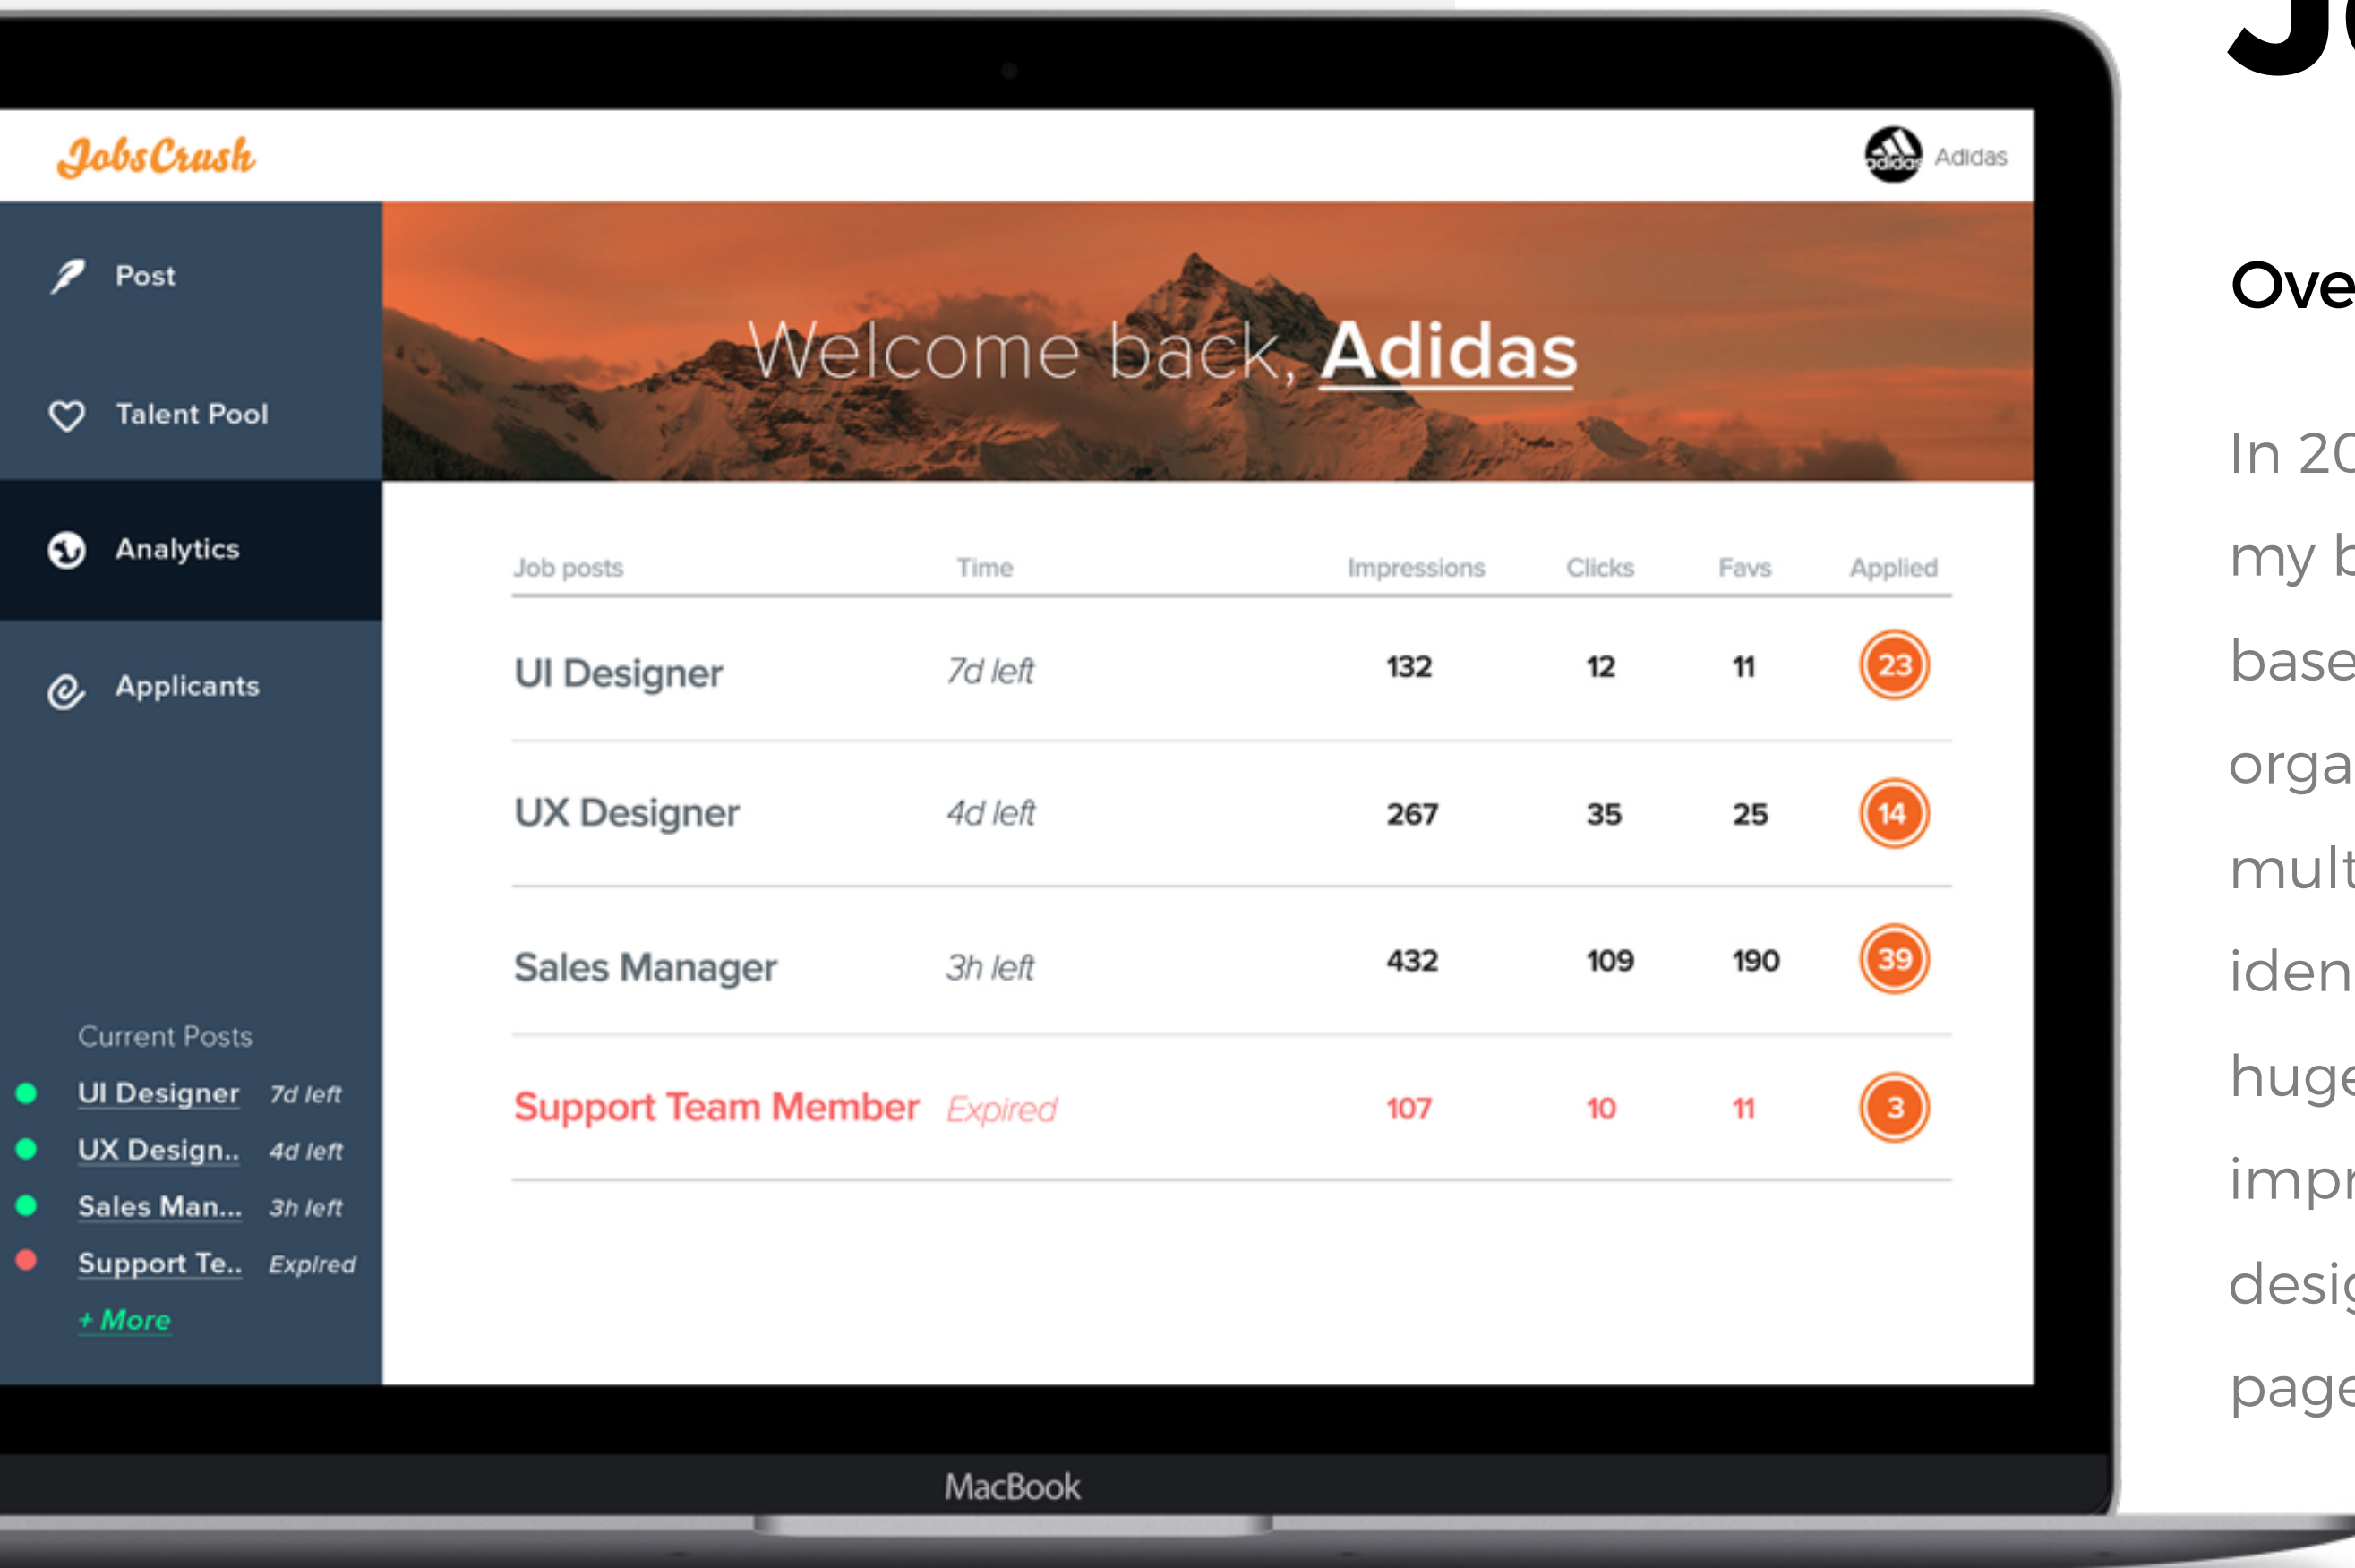 JobsCrush
adidas Adidas
Post
Talent Pool
Analytics
Applicants
Current Posts
UI Designer 7d left
UX Design.. 4d left
Sales Man... 3h left
Support Te.. Expired
+ More
Welcome back, Adidas
Job posts Time Impressions Clicks Favs Applied
UI Designer 7d left 132 12 11 23
UX Designer 4d left 267 35 25 14
Sales Manager 3h left 432 109 190 39
Support Team Member Expired 107 10 11 3
MacBook
Ove
In 20
my b
base
orga
mult
iden
huge
impr
desig
page